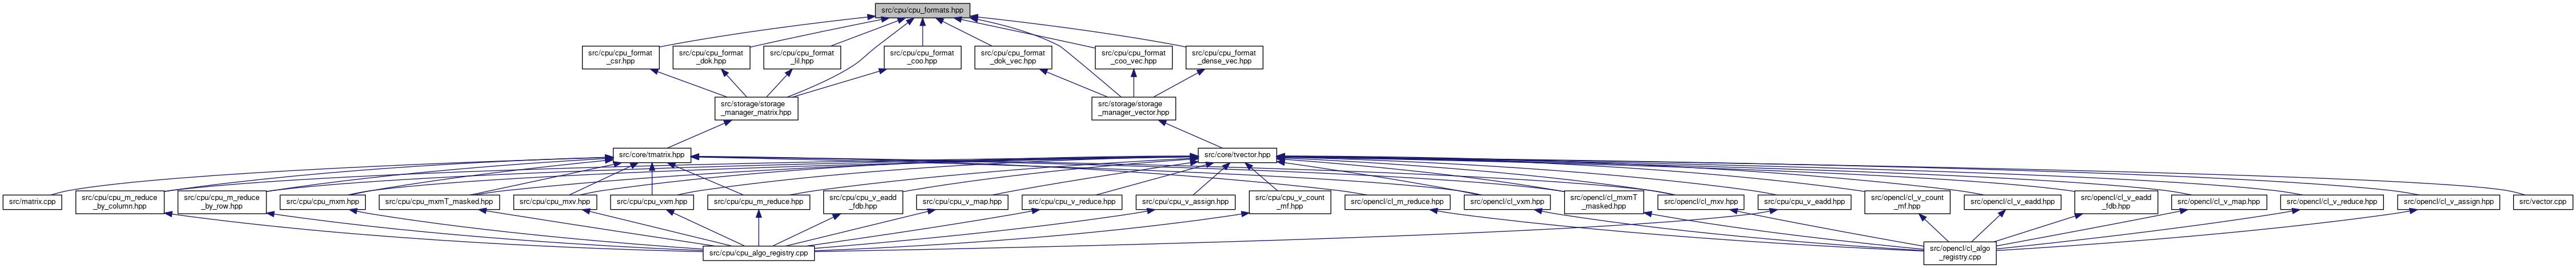 src/cpu/cpu_formats.hpp
src/cpu/cpu_format
_csr.hpp
src/cpu/cpu_format
_dok.hpp
src/cpu/cpu_format
_lil.hpp
src/cpu/cpu_format
_coo.hpp
src/cpu/cpu_format
_dok_vec.hpp
src/cpu/cpu_format
_coo_vec.hpp
src/cpu/cpu_format
_dense_vec.hpp
src/storage/storage
_manager_matrix.hpp
src/storage/storage
_manager_vector.hpp
src/core/tmatrix.hpp
src/core/tvector.hpp
src/matrix.cpp
src/cpu/cpu_m_reduce
_by_column.hpp
src/cpu/cpu_m_reduce
_by_row.hpp
src/cpu/cpu_mxm.hpp
src/cpu/cpu_mxmT_masked.hpp
src/cpu/cpu_mxv.hpp
src/cpu/cpu_vxm.hpp
src/cpu/cpu_m_reduce.hpp
src/cpu/cpu_v_eadd
_fdb.hpp
src/cpu/cpu_v_map.hpp
src/cpu/cpu_v_reduce.hpp
src/cpu/cpu_v_assign.hpp
src/cpu/cpu_v_count
_mf.hpp
src/opencl/cl_m_reduce.hpp
src/opencl/cl_vxm.hpp
src/opencl/cl_mxmT
_masked.hpp
src/opencl/cl_mxv.hpp
src/cpu/cpu_v_eadd.hpp
src/opencl/cl_v_count
_mf.hpp
src/opencl/cl_v_eadd.hpp
src/opencl/cl_v_eadd
_fdb.hpp
src/opencl/cl_v_map.hpp
src/opencl/cl_v_reduce.hpp
src/opencl/cl_v_assign.hpp
src/vector.cpp
src/cpu/cpu_algo_registry.cpp
src/opencl/cl_algo
_registry.cpp